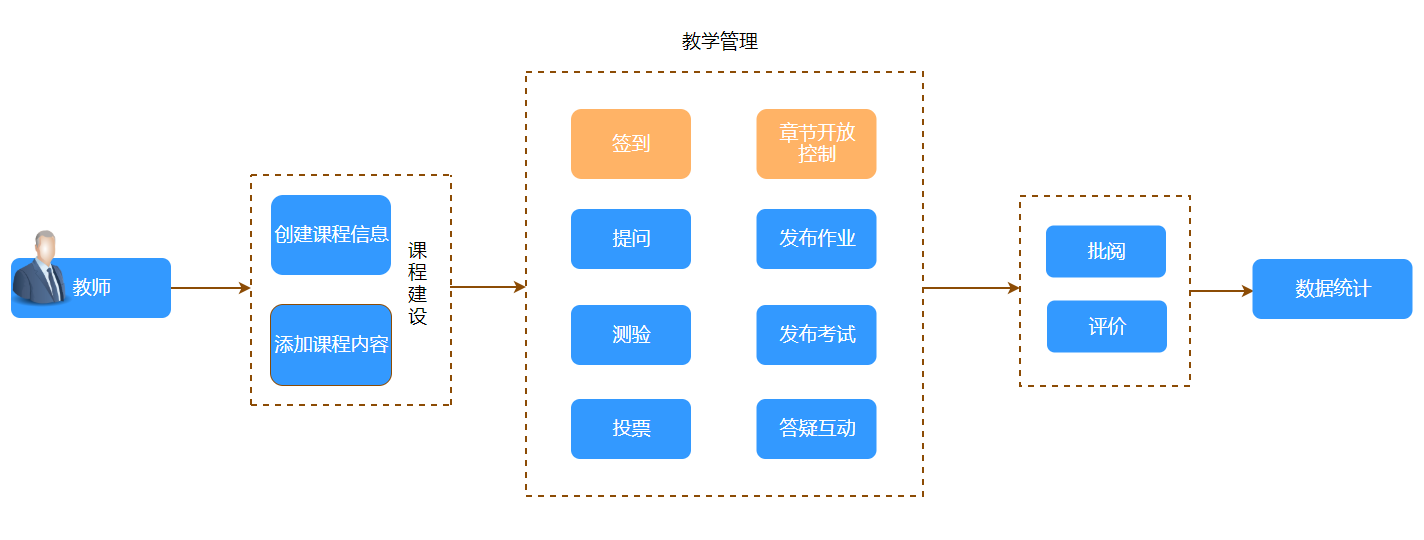 教学管理
教师
创建课程信息
添加课程内容
课
程
建
设
签到
章节开放
控制
提问
发布作业
测验
发布考试
投票
答疑互动
批阅
评价
数据统计